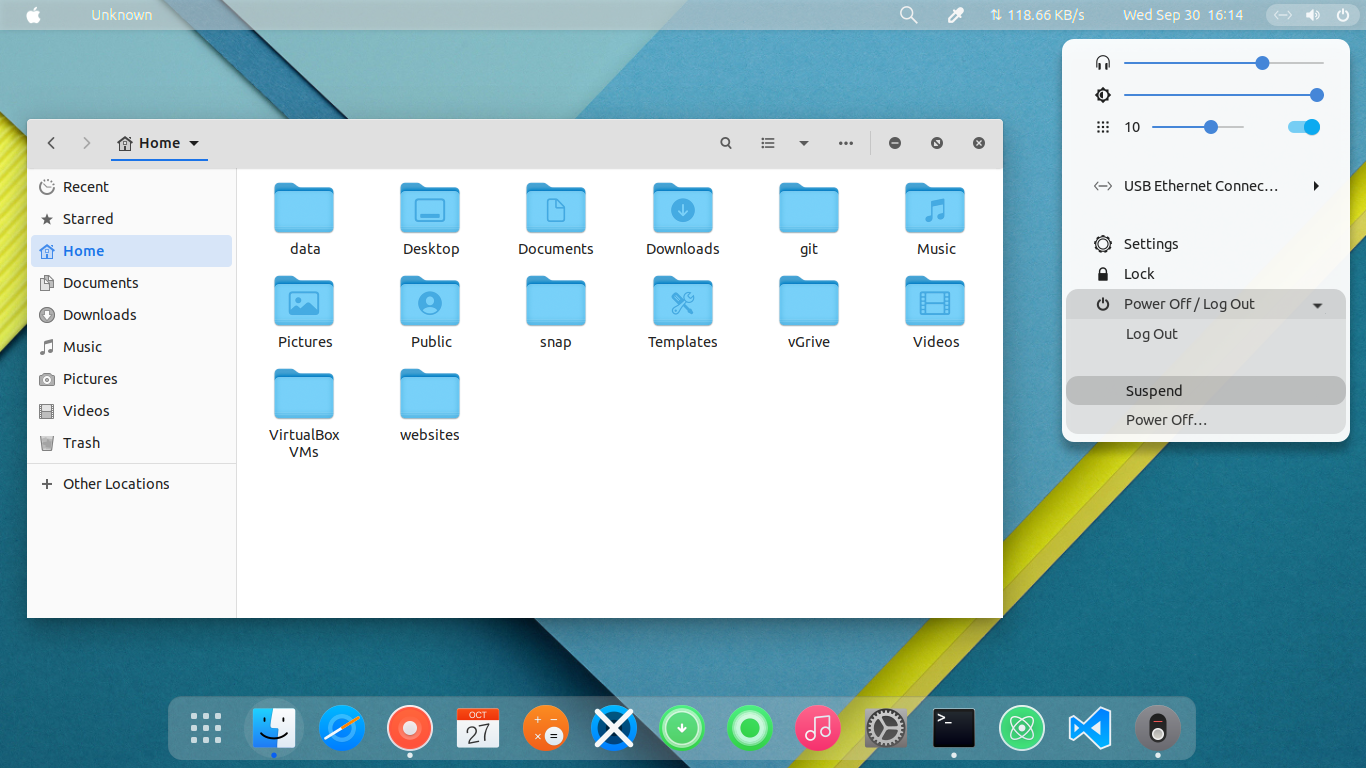 Unknown
118.66 KB/s
Wed Sep 30 16:14
10
USB Ethernet Connec...
Settings
Lock
Power Off / Log Out
Log Out
Suspend
Power Off...
Home
Recent
Starred
Home
Documents
Downloads
Music
Pictures
Videos
Trash
Other Locations
data
Desktop
Documents
Downloads
git
Music
Pictures
Public
snap
Templates
vGrive
Videos
VirtualBox
VMs
websites
OCT
27
>_